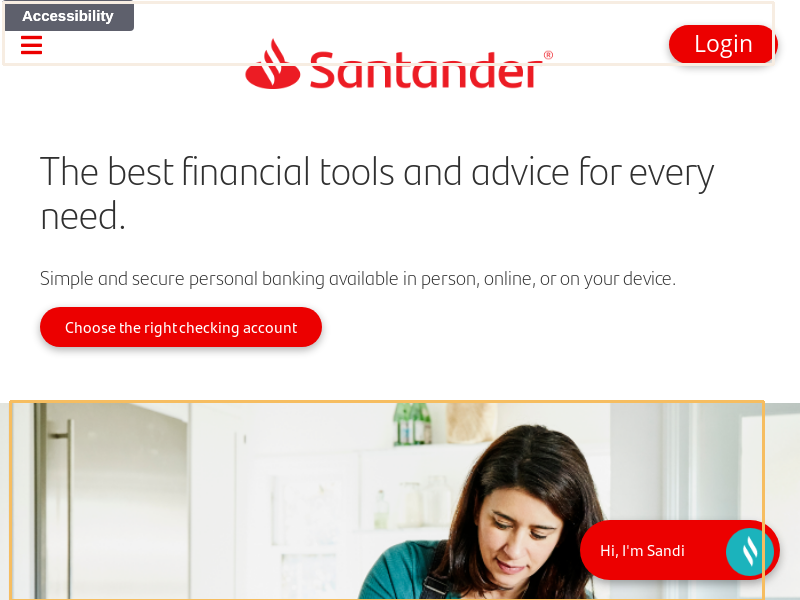 Accessibility
Login
Santander®
The best financial tools and advice for every
need.
Simple and secure personal banking available in person, online, or on your device.
Choose the right checking account
Hi, I'm Sandi